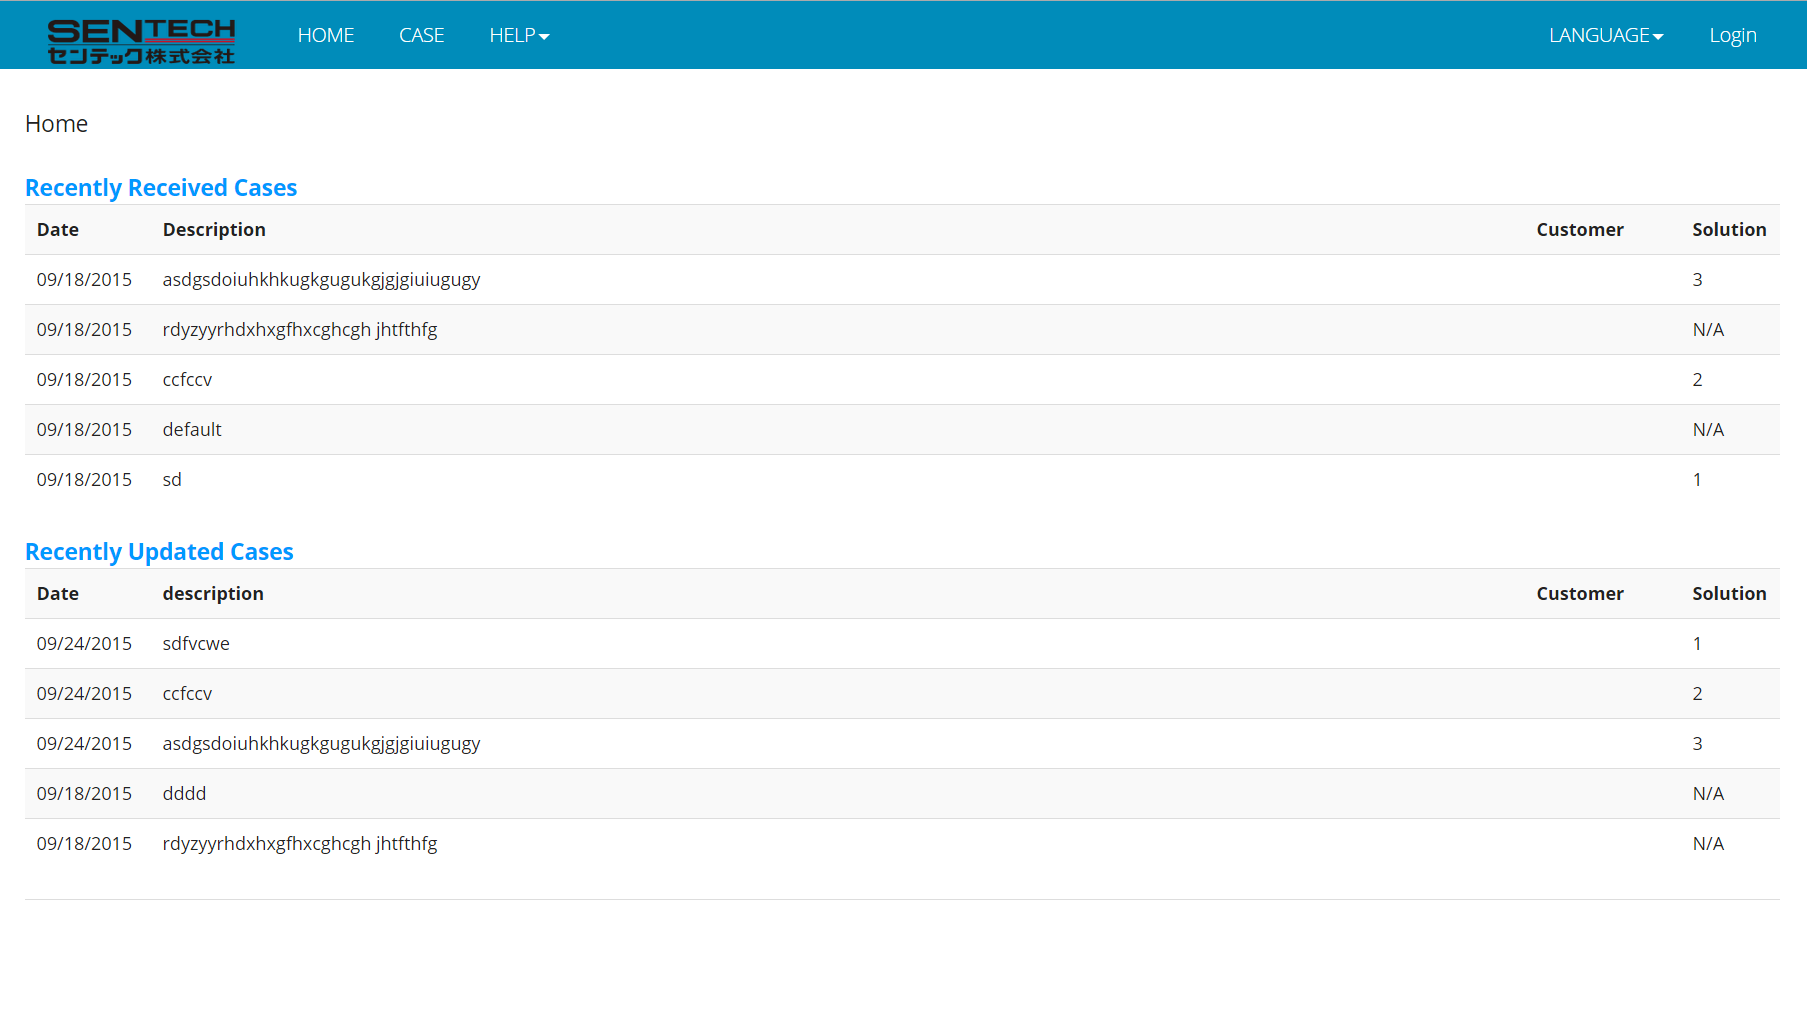 SENTECH
センテック株式会社
HOME CASE HELP LANGUAGE Login
Home
Recently Received Cases
Date Description Customer Solution
09/18/2015 asdgsdoiuhkhkugkgugukgjgjgiuiugugy 3
09/18/2015 rdyzyyrhdxhxgfhxcghcgh jhtfthfg N/A
09/18/2015 ccfccv 2
09/18/2015 default N/A
09/18/2015 sd 1
Recently Updated Cases
Date description Customer Solution
09/24/2015 sdfvcwe 1
09/24/2015 ccfccv 2
09/24/2015 asdgsdoiuhkhkugkgugukgjgjgiuiugugy 3
09/18/2015 dddd N/A
09/18/2015 rdyzyyrhdxhxgfhxcghcgh jhtfthfg N/A